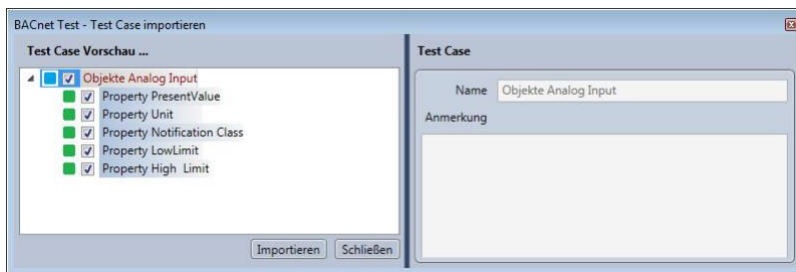 BACnet Test - Test Case importieren
Test Case Vorschau ...
Objekte Analog Input
Property PresentValue
Property Unit
Property Notification Class
Property LowLimit
Property High Limit
Importieren
Schließen
Test Case
Name
Objekte Analog Input
Anmerkung